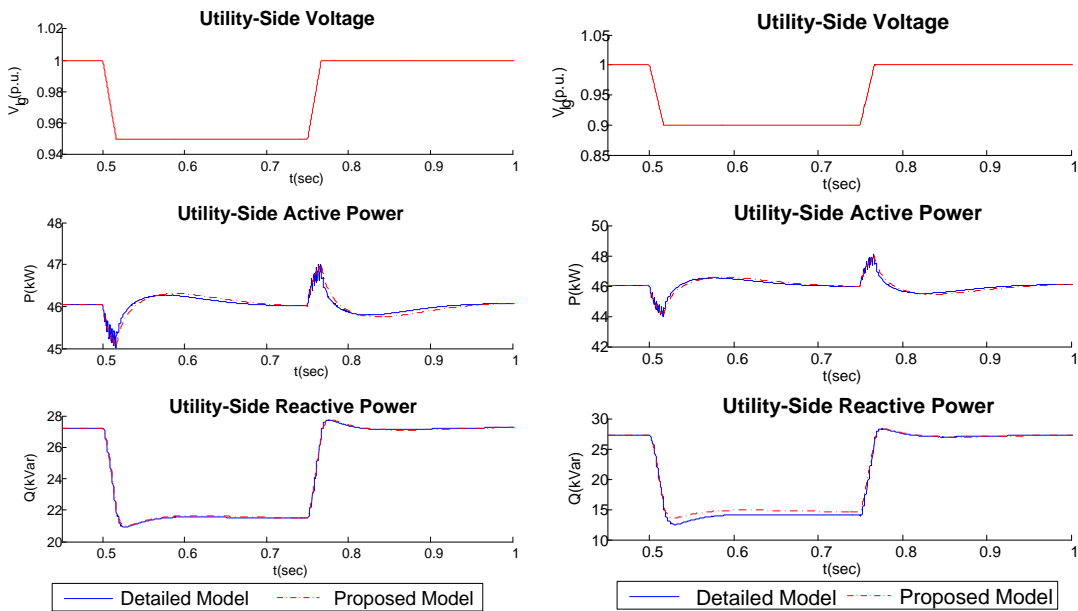 Utility-Side Voltage
V_lg(p.u.)
1.02
1
0.98
0.96
0.94
0.5 0.6 0.7 0.8 0.9 1
t(sec)
Utility-Side Active Power
P(kW)
48
47
46
45
0.5 0.6 0.7 0.8 0.9 1
t(sec)
Utility-Side Reactive Power
Q(kVar)
28
26
24
22
20
0.5 0.6 0.7 0.8 0.9 1
t(sec)
Detailed Model Proposed Model
Utility-Side Voltage
V_lg(p.u.)
1.05
1
0.95
0.9
0.85
0.5 0.6 0.7 0.8 0.9 1
t(sec)
Utility-Side Active Power
P(kW)
50
48
46
44
42
0.5 0.6 0.7 0.8 0.9 1
t(sec)
Utility-Side Reactive Power
Q(kVar)
30
25
20
15
10
0.5 0.6 0.7 0.8 0.9 1
t(sec)
Detailed Model Proposed Model